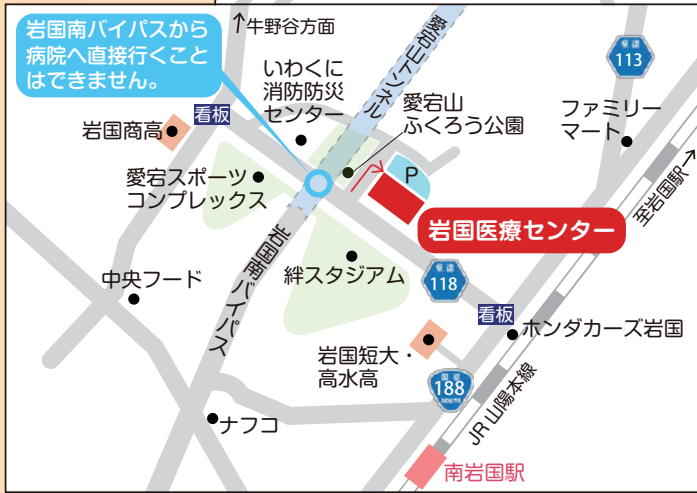 岩国南バイパスから
病院へ直接行くこと
はできません。
↑牛野谷方面
愛宕山トンネル
県道
113
いわくに
消防防災
センター
愛宕山
ふくろう公園
ファミリー
マート
看板
岩国商高
P
至岩国駅→
愛宕スポーツ
コンプレックス
岩国医療センター
岩国南バイパス
絆スタジアム
県道
118
中央フード
看板
ホンダカーズ岩国
岩国短大・
高水高
国道
188
JR山陽本線
ナフコ
南岩国駅